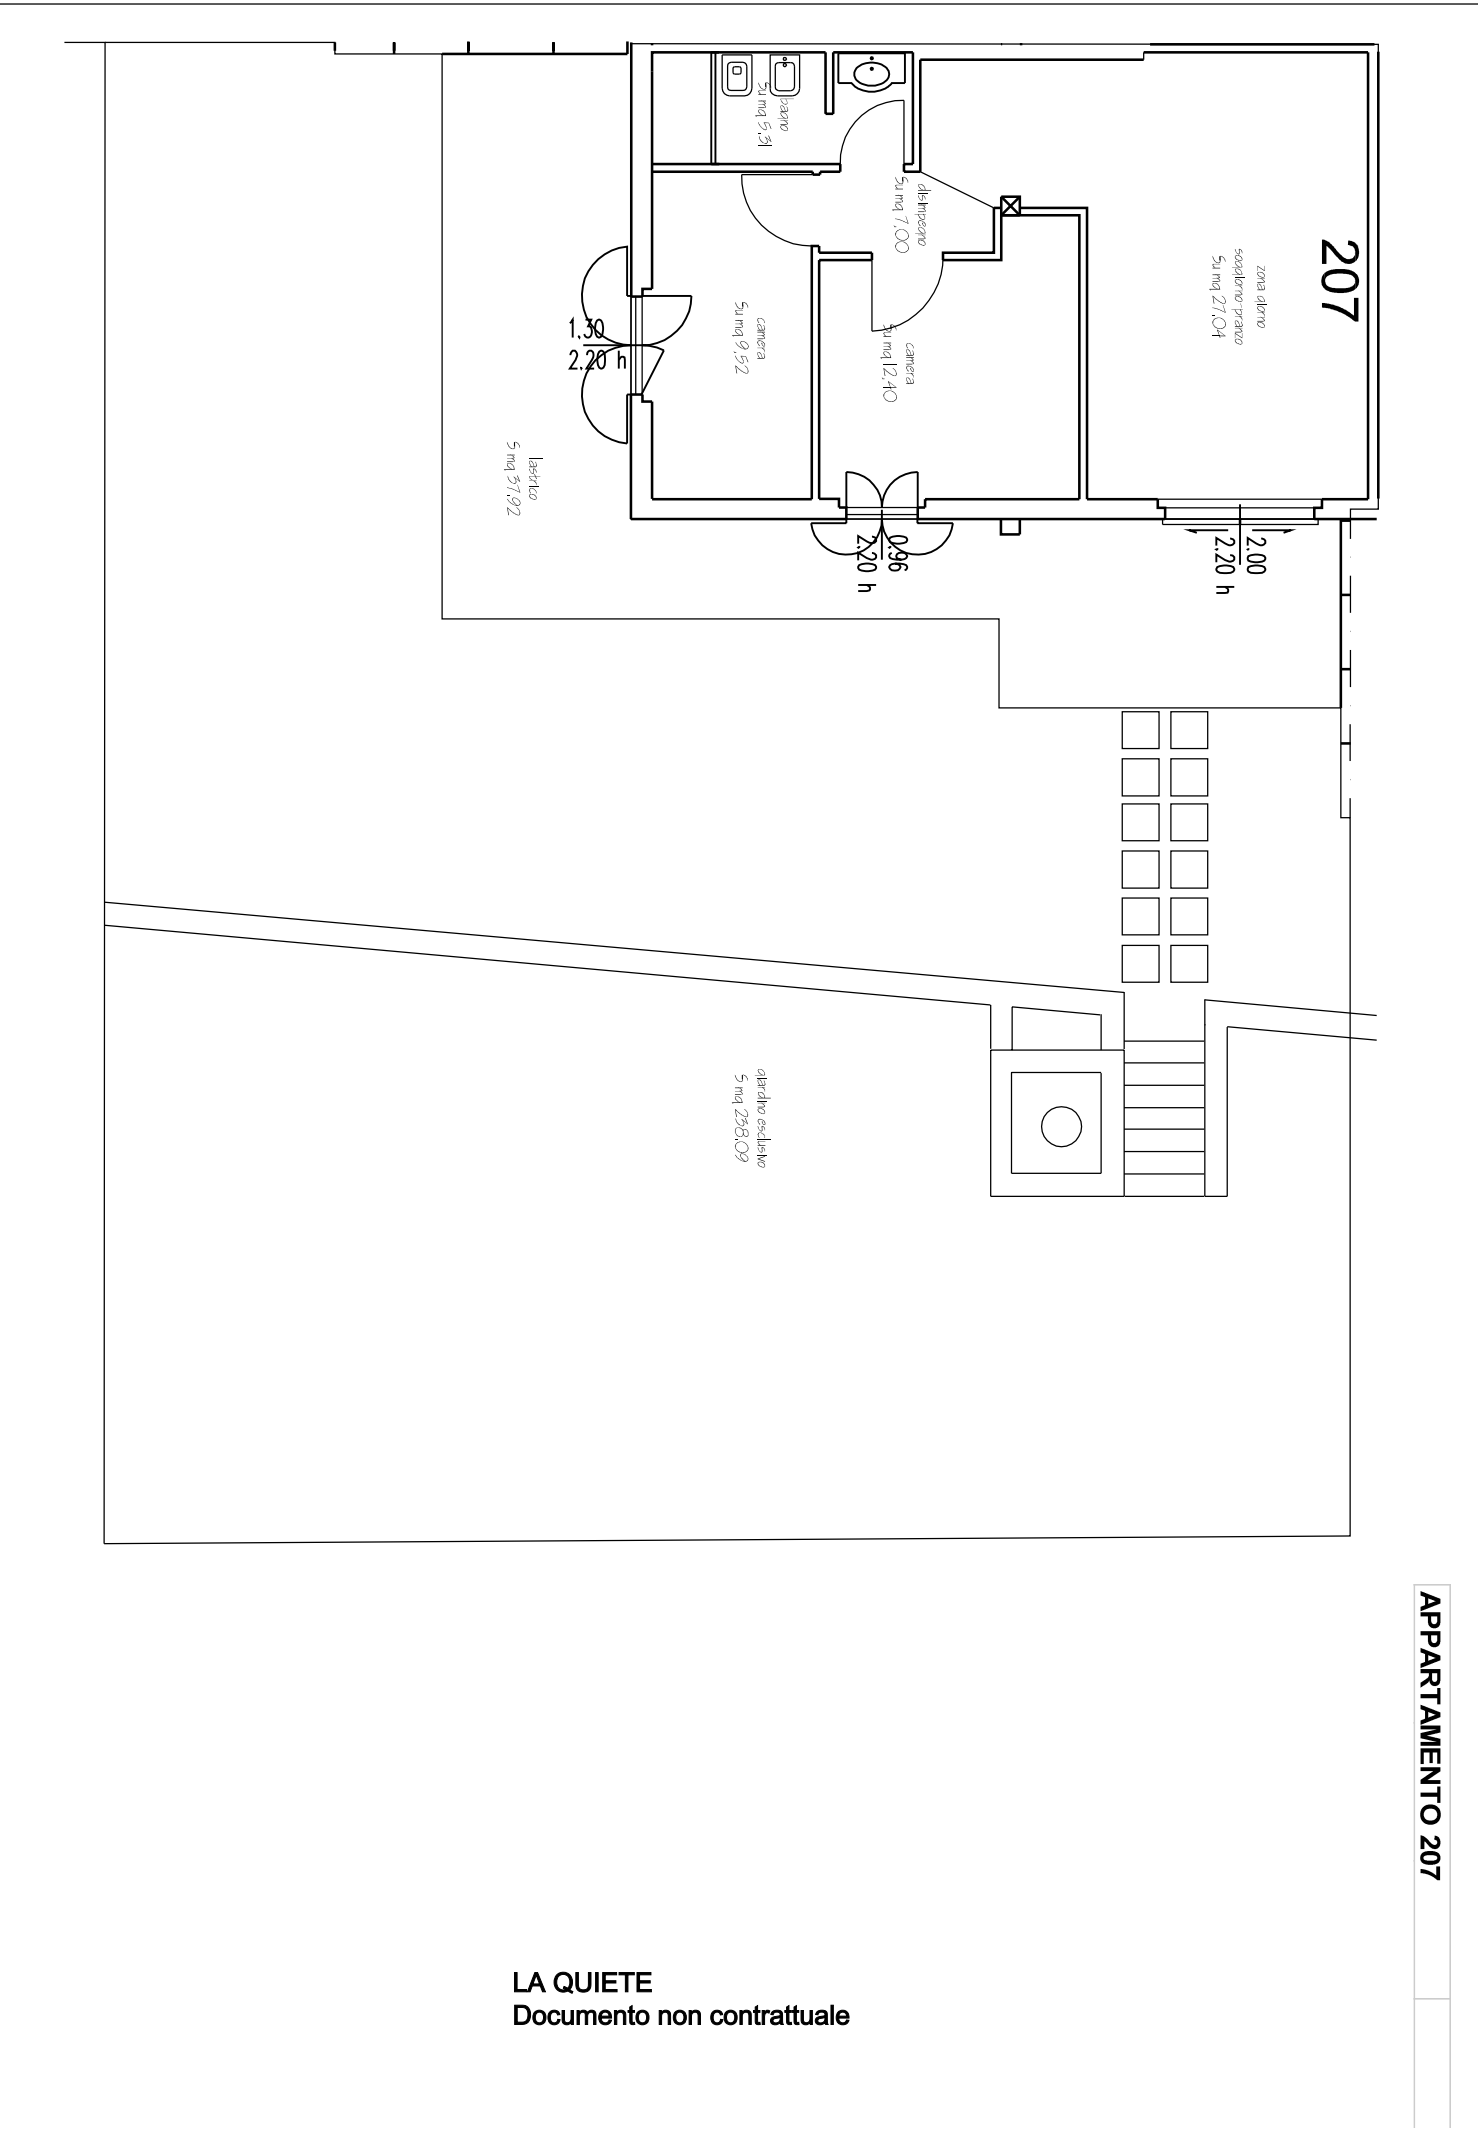 bagno
Su mq 5,31
disimpegno
Su mq 7,00
zona giorno
soggiorno-pranzo
Su mq 27,04
207
camera
Su mq 9,52
camera
Su mq 12,40
1.30
2.20 h
lastrico
S mq 37,92
0.96
2.20 h
2.00
2.20 h
giardino esclusivo
S mq 238,09
APPARTAMENTO 207
LA QUIETE
Documento non contrattuale